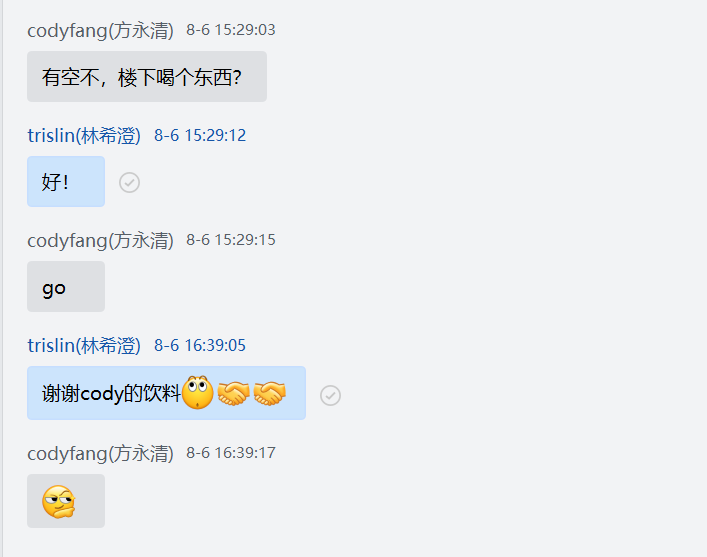 codyfang(方永清) 8-6 15:29:03
有空不，楼下喝个东西？
trislin(林希澄) 8-6 15:29:12
好！
codyfang(方永清) 8-6 15:29:15
go
trislin(林希澄) 8-6 16:39:05
谢谢cody的饮料
codyfang(方永清) 8-6 16:39:17